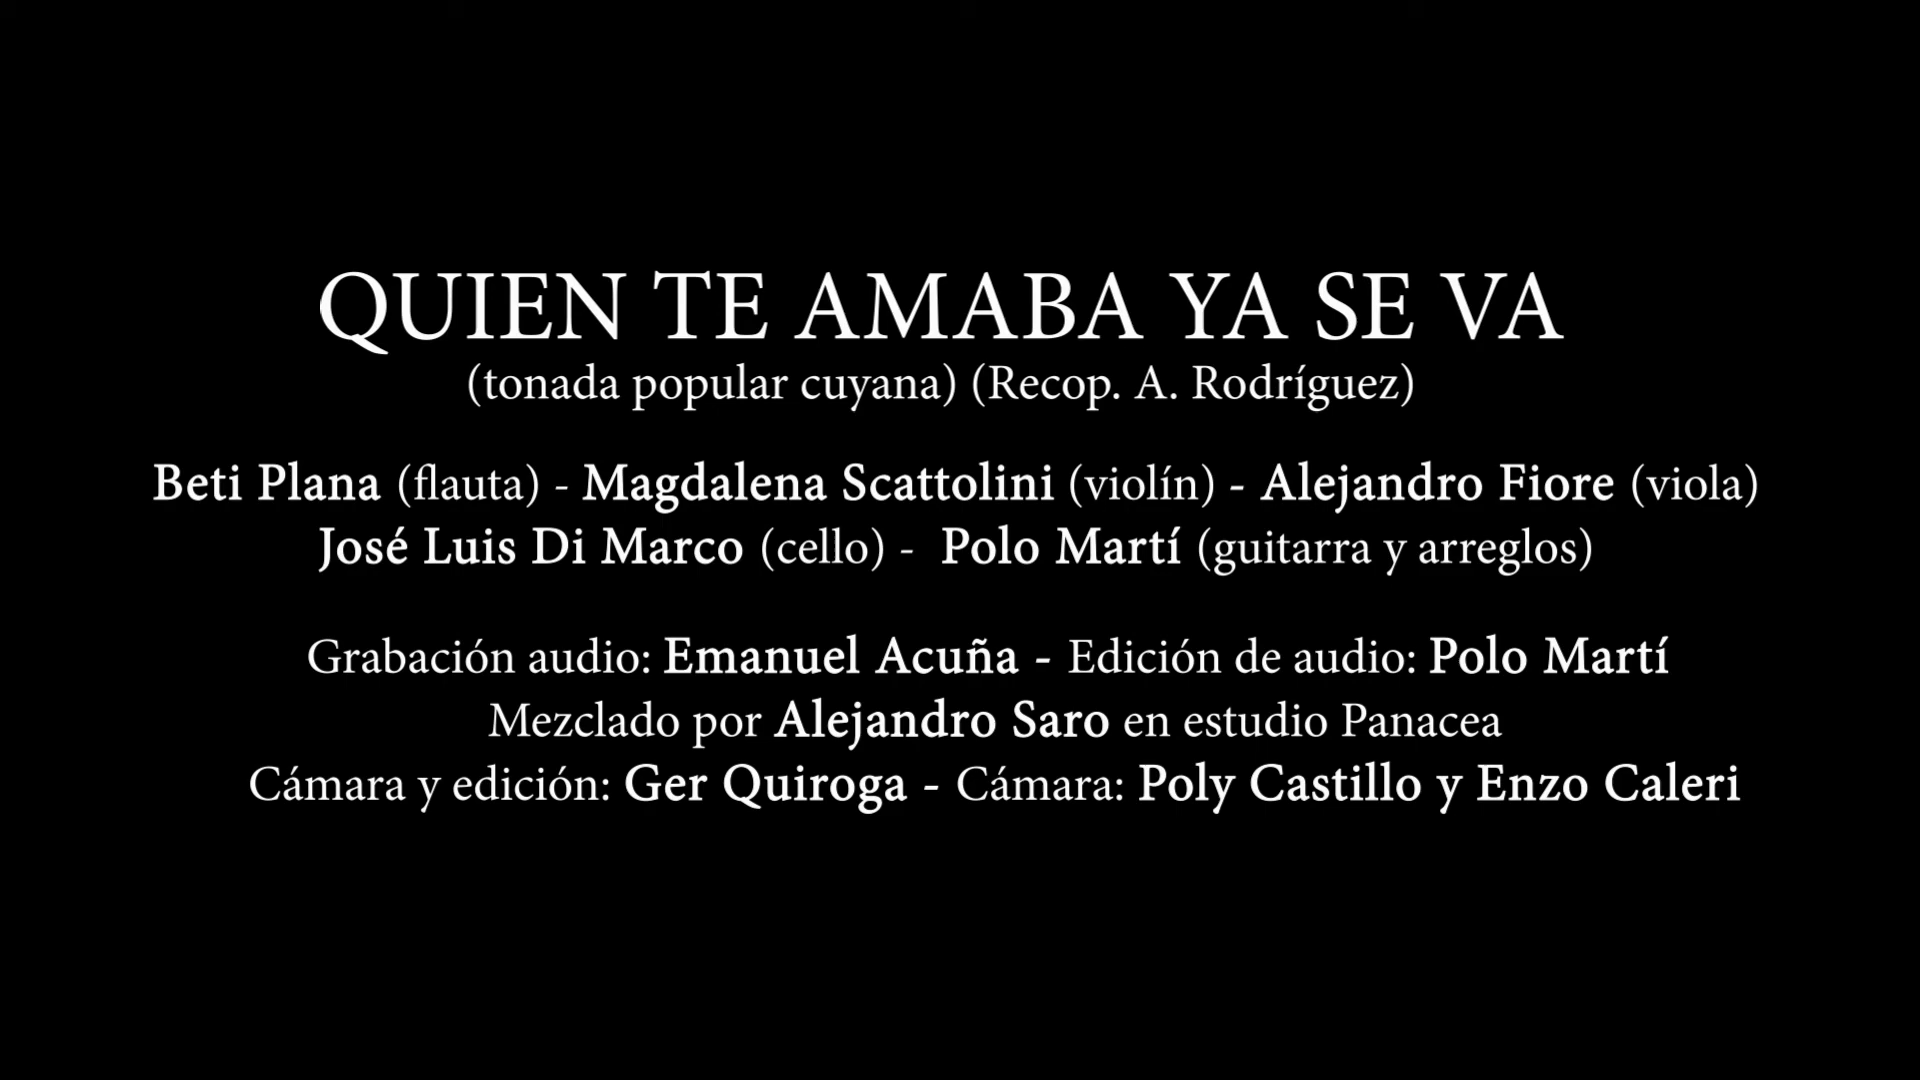 QUIEN TE AMABA YA SE VA
(tonada popular cuyana) (Recop. A. Rodríguez)
Beti Plana (flauta) - Magdalena Scattolini (violín) - Alejandro Fiore (viola)
José Luis Di Marco (cello) - Polo Martí (guitarra y arreglos)
Grabación audio: Emanuel Acuña - Edición de audio: Polo Martí
Mezclado por Alejandro Saro en estudio Panacea
Cámara y edición: Ger Quiroga - Cámara: Poly Castillo y Enzo Caleri